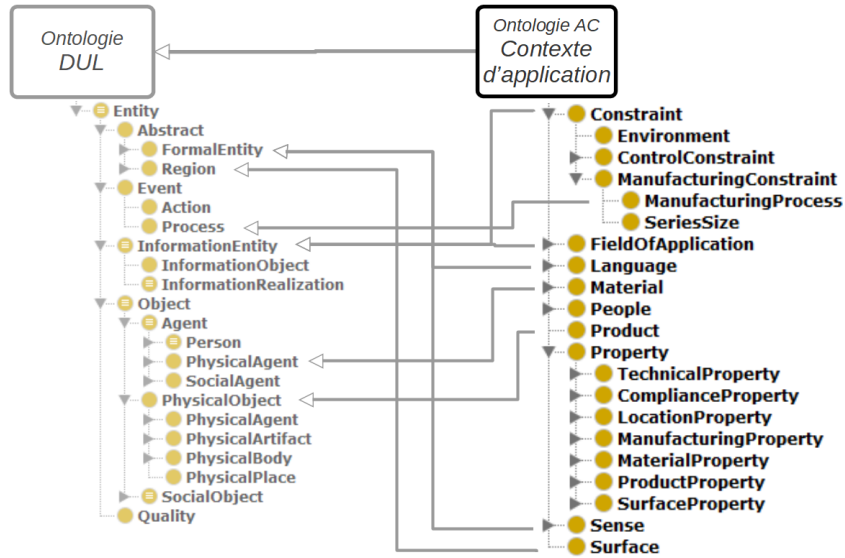 Ontologie
DUL
Entity
Abstract
FormalEntity
Region
Event
Action
Process
InformationEntity
InformationObject
InformationRealization
Object
Agent
Person
PhysicalAgent
SocialAgent
PhysicalObject
PhysicalAgent
PhysicalArtifact
PhysicalBody
PhysicalPlace
SocialObject
Quality
Ontologie AC
Contexte
d'application
Constraint
Environment
ControlConstraint
ManufacturingConstraint
ManufacturingProcess
SeriesSize
FieldOfApplication
Language
Material
People
Product
Property
TechnicalProperty
ComplianceProperty
LocationProperty
ManufacturingProperty
MaterialProperty
ProductProperty
SurfaceProperty
Sense
Surface